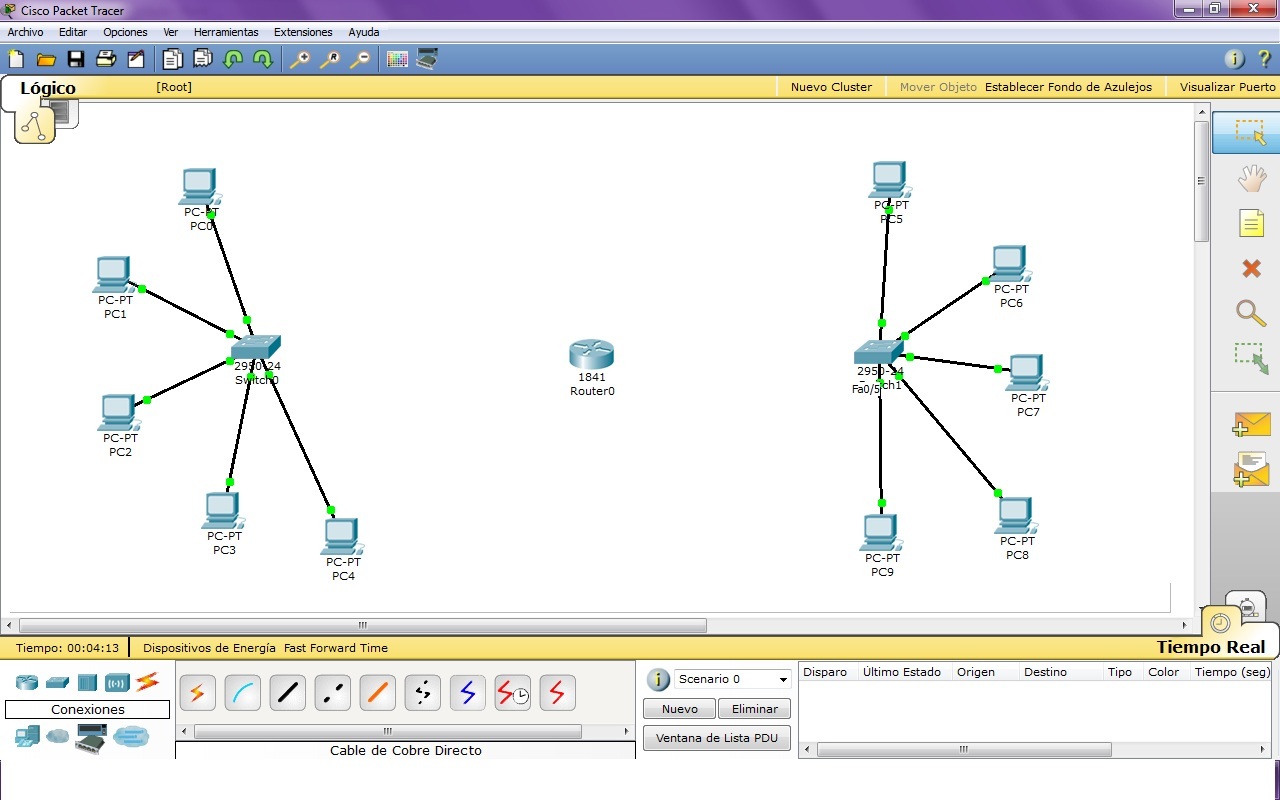 Cisco Packet Tracer
Archivo Editar Opciones Ver Herramientas Extensiones Ayuda
Lógico [Root] Nuevo Cluster Mover Objeto Establecer Fondo de Azulejos Visualizar Puerto
PC-PT
PC0
PC-PT
PC1
PC-PT
PC2
PC-PT
PC3
PC-PT
PC4
2950-24
Switch0
1841
Router0
PC-PT
PC5
PC-PT
PC6
PC-PT
PC7
PC-PT
PC8
PC-PT
PC9
2950-24
Fa0/5 tch1
Tiempo: 00:04:13 Dispositivos de Energía Fast Forward Time Tiempo Real
Conexiones
Cable de Cobre Directo
Scenario 0
Nuevo Eliminar
Ventana de Lista PDU
Disparo Último Estado Origen Destino Tipo Color Tiempo (seg)